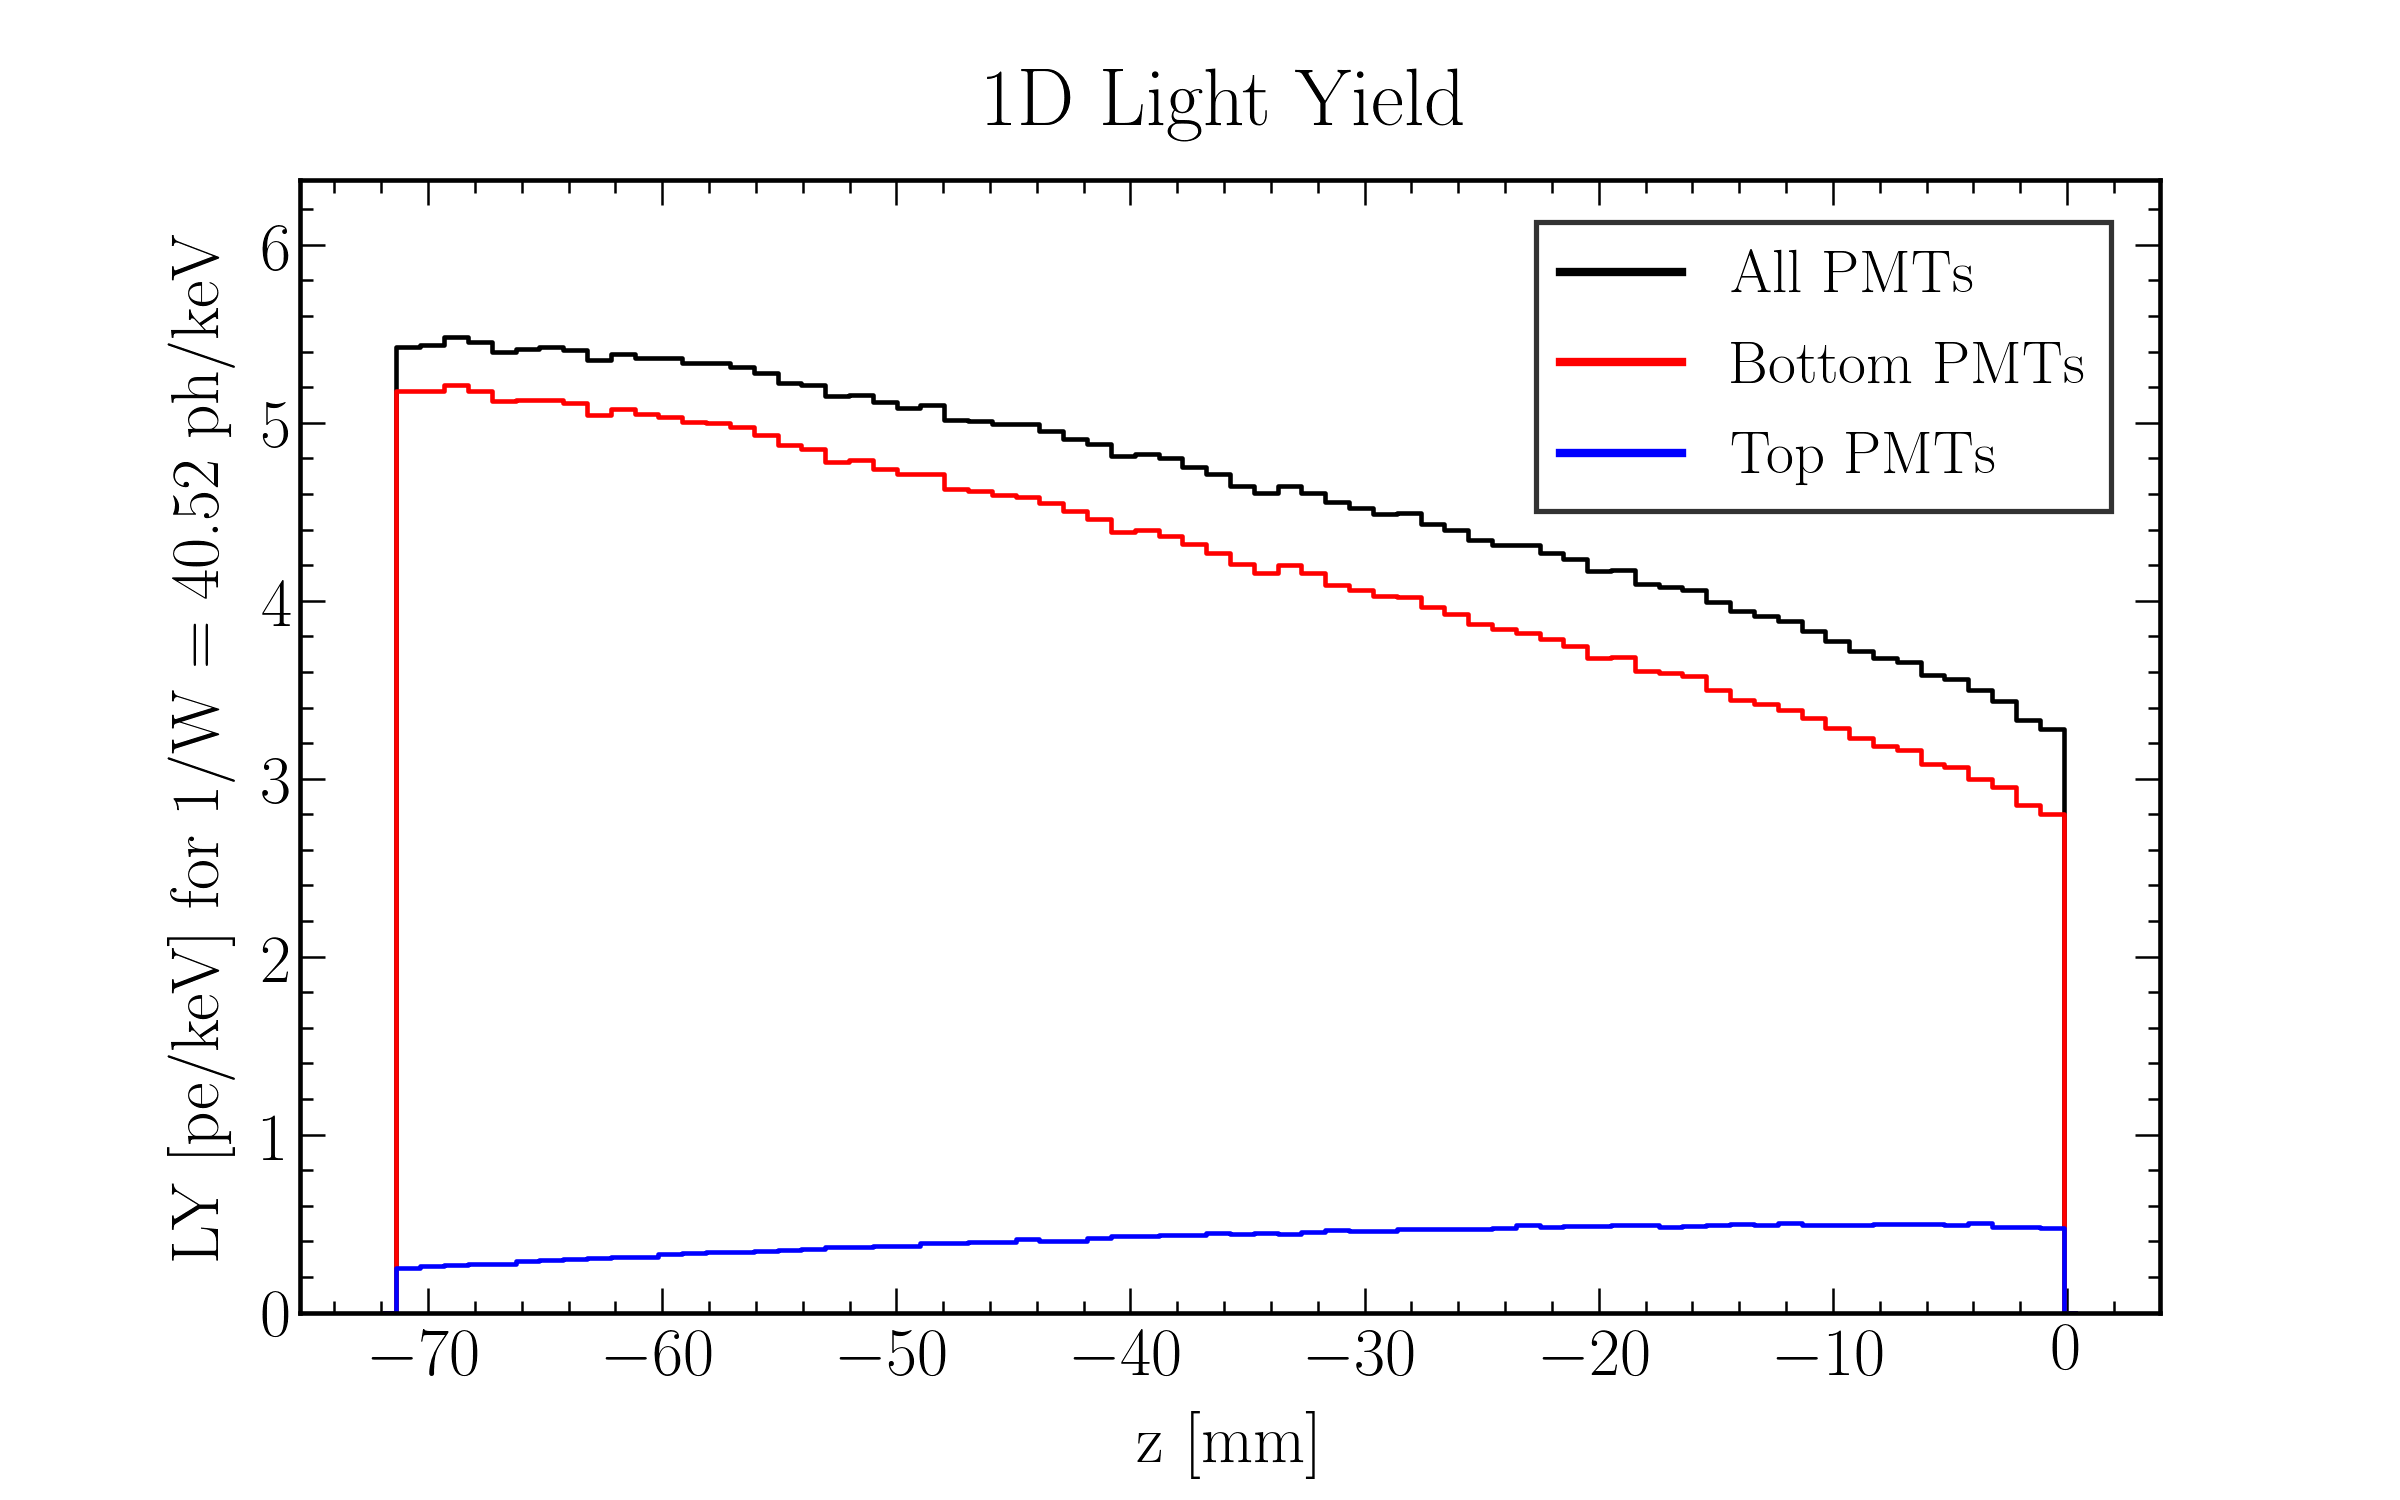 1D Light Yield
LY [pe/keV] for 1/W = 40.52 ph/keV
6
5
4
3
2
1
0
All PMTs
Bottom PMTs
Top PMTs
−70 −60 −50 −40 −30 −20 −10 0
z [mm]